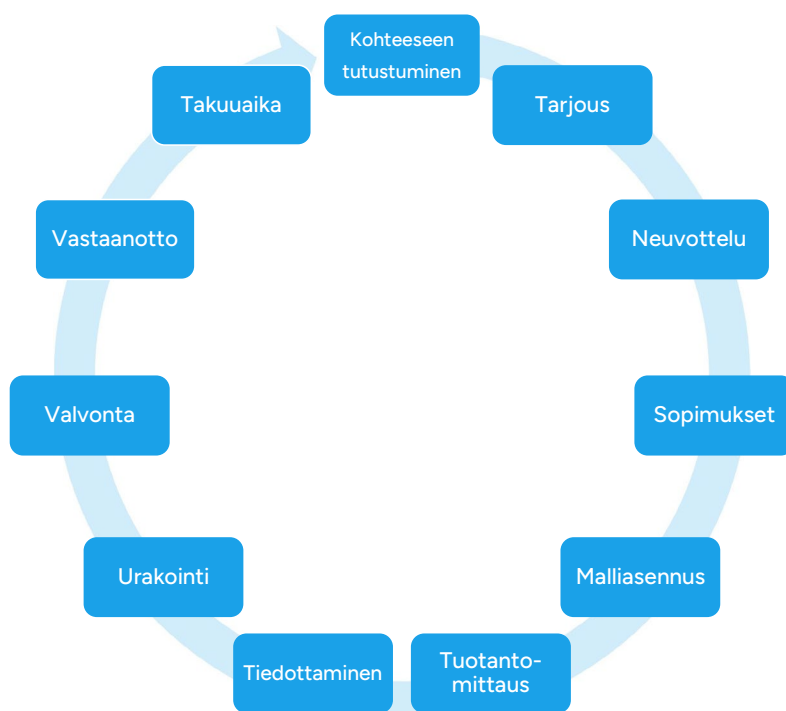 Kohteeseen
tutustuminen
Tarjous
Neuvottelu
Sopimukset
Malliasennus
Tuotanto-
mittaus
Tiedottaminen
Urakointi
Valvonta
Vastaanotto
Takuuaika